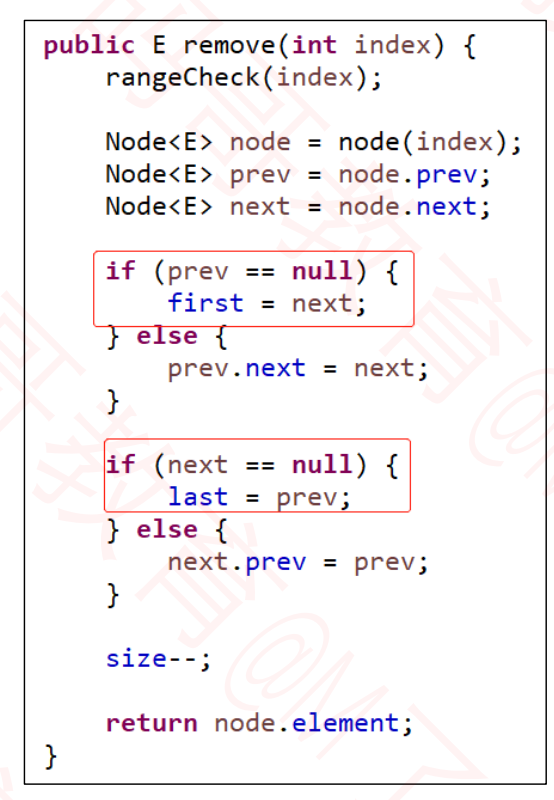 public E remove(int index) {
    rangeCheck(index);

    Node<E> node = node(index);
    Node<E> prev = node.prev;
    Node<E> next = node.next;

    if (prev == null) {
        first = next;
    } else {
        prev.next = next;
    }

    if (next == null) {
        last = prev;
    } else {
        next.prev = prev;
    }

    size--;

    return node.element;
}